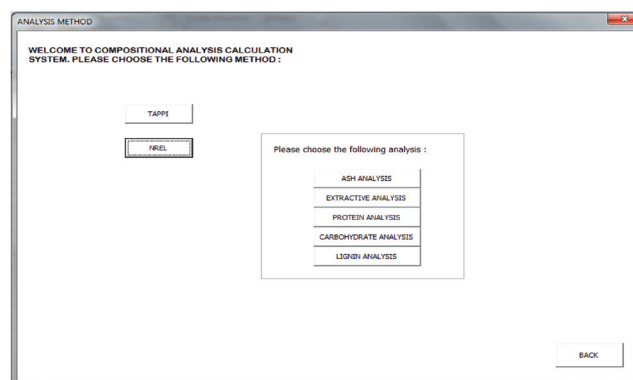 ANALYSIS METHOD
WELCOME TO COMPOSITIONAL ANALYSIS CALCULATION
SYSTEM. PLEASE CHOOSE THE FOLLOWING METHOD :
TAPPI
NREL
Please choose the following analysis :
ASH ANALYSIS
EXTRACTIVE ANALYSIS
PROTEIN ANALYSIS
CARBOHYDRATE ANALYSIS
LIGNIN ANALYSIS
BACK